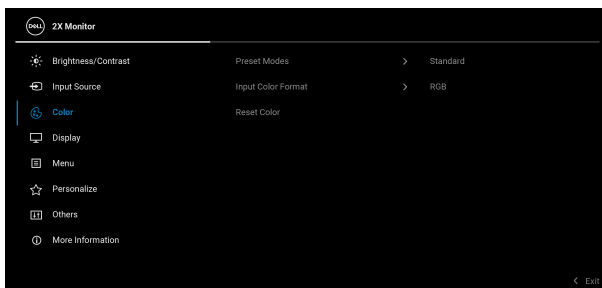 DELL 2X Monitor
Brightness/Contrast Preset Modes > Standard
Input Source Input Color Format > RGB
Color Reset Color
Display
Menu
Personalize
Others
More Information
< Exit